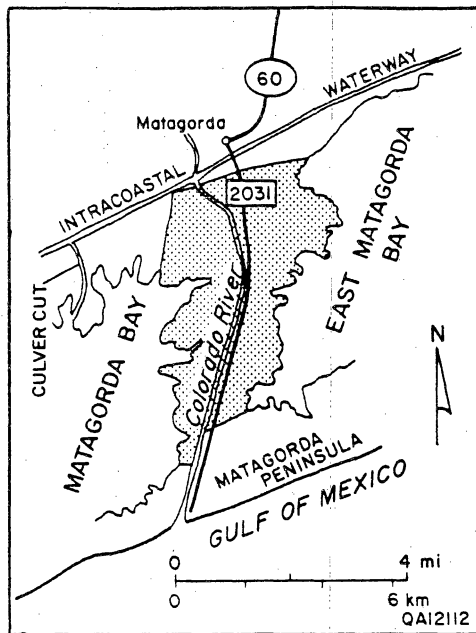 60
WATERWAY
Matagorda
INTRACOASTAL
2031
EAST MATAGORDA
BAY
CULVER CUT
MATAGORDA BAY
Colorado River
N
MATAGORDA
PENINSULA
GULF OF MEXICO
0 4 mi
0 6 km
QA12112